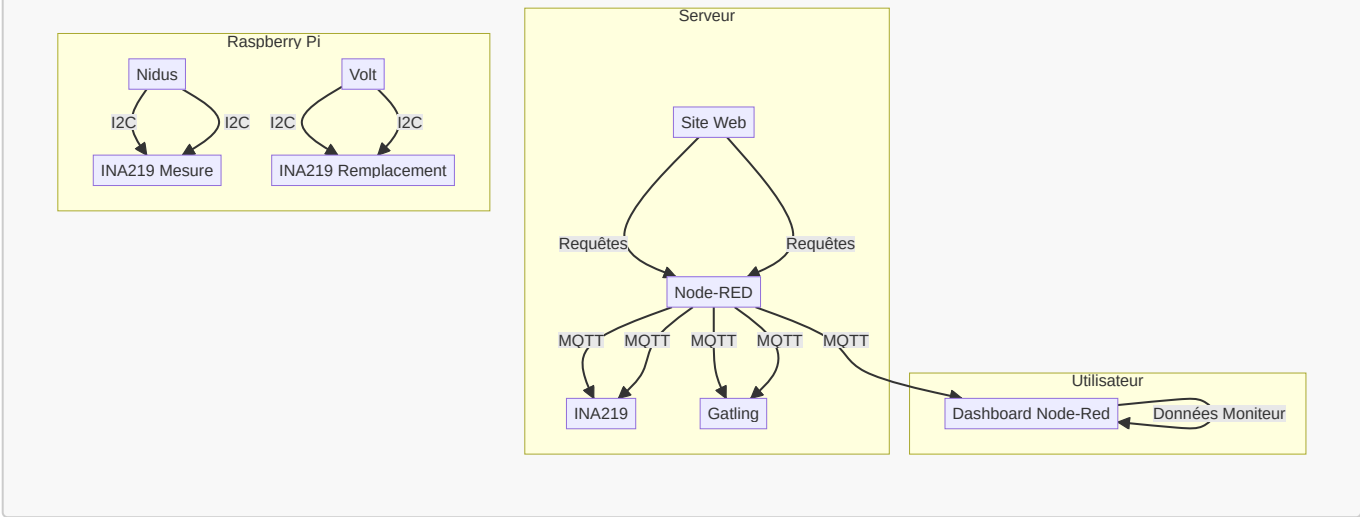 Raspberry Pi
Nidus
Volt
I2C
I2C
I2C
I2C
INA219 Mesure
INA219 Remplacement
Serveur
Site Web
Requêtes
Requêtes
Node-RED
MQTT
MQTT
MQTT
MQTT
MQTT
INA219
Gatling
Utilisateur
Dashboard Node-Red
Données Moniteur